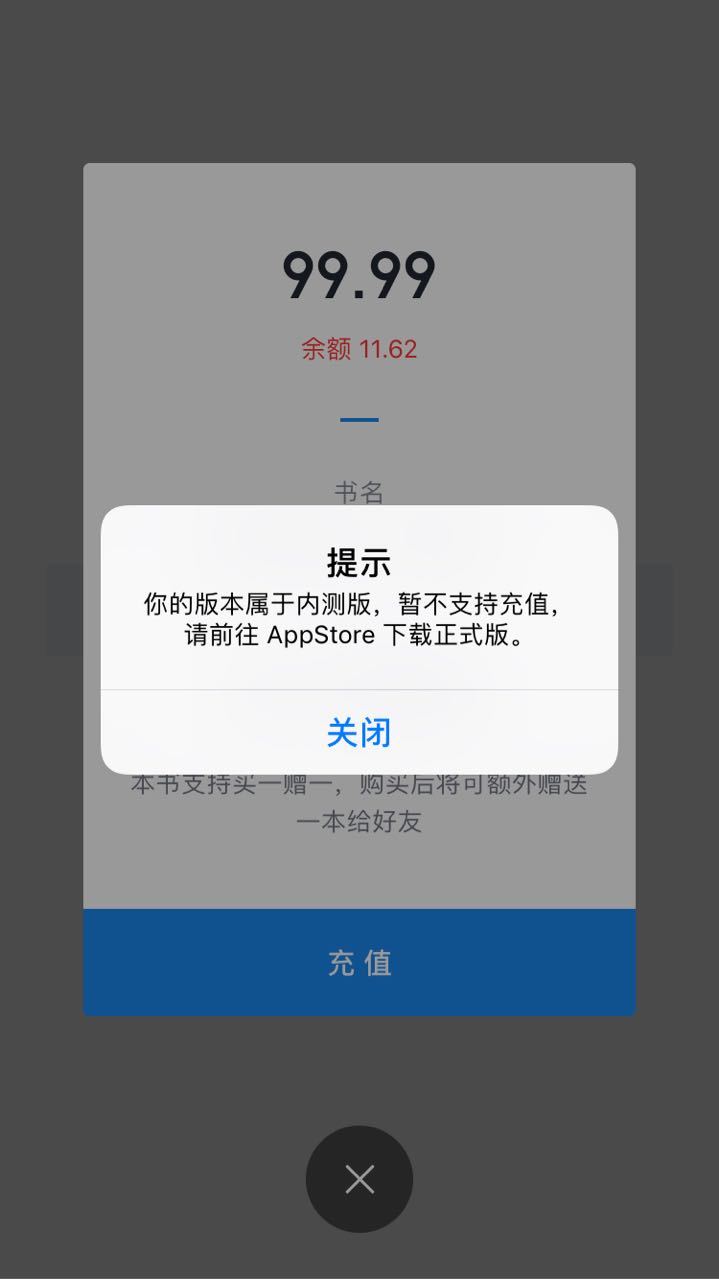 99.99
余额 11.62
书名
提示
你的版本属于内测版，暂不支持充值，
请前往 AppStore 下载正式版。
关闭
本书支持买一赠一，购买后将可额外赠送
一本给好友
充值